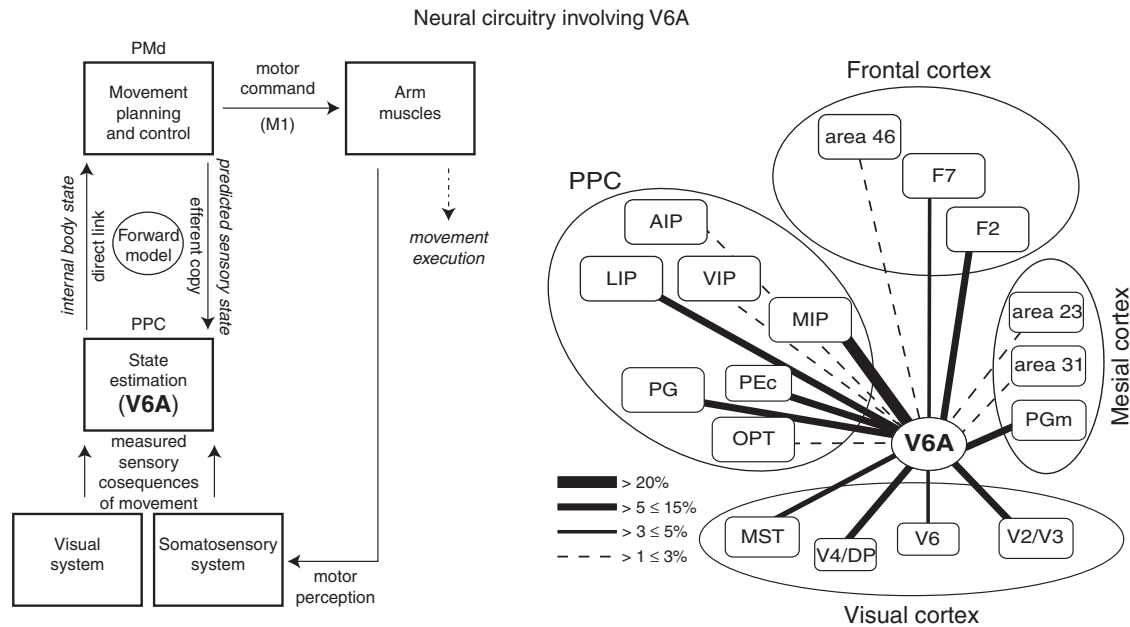 Neural circuitry involving V6A
PMd
Movement
planning
and control
motor
command
(M1)
Arm
muscles
internal body state
direct link
Forward
model
efferent copy
predicted sensory state
movement
execution
PPC
State
estimation
(V6A)
measured
sensory
cosequences
of movement
Visual
system
Somatosensory
system
motor
perception
Frontal cortex
area 46
F7
F2
PPC
AIP
LIP
VIP
MIP
PG
PEc
OPT
V6A
Mesial cortex
area 23
area 31
PGm
> 20%
> 5 ≤ 15%
> 3 ≤ 5%
> 1 ≤ 3%
MST
V4/DP
V6
V2/V3
Visual cortex